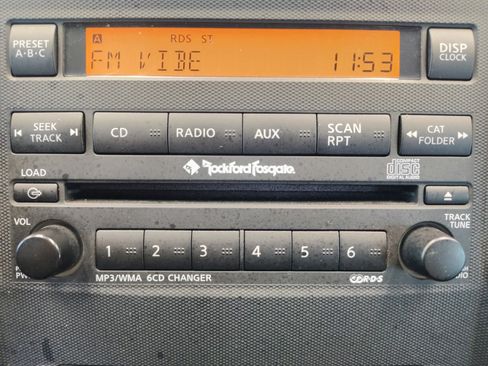 PRESET
A·B·C
A RDS ST
FM VIBE 11:53
DISP
CLOCK
SEEK
TRACK
CD
RADIO
AUX
SCAN
RPT
CAT
FOLDER
LOAD
Rockford Fosgate
COMPACT
disc
DIGITAL AUDIO
VOL
TRACK
TUNE
1 2 3 4 5 6
MP3/WMA 6CD CHANGER
R·D·S